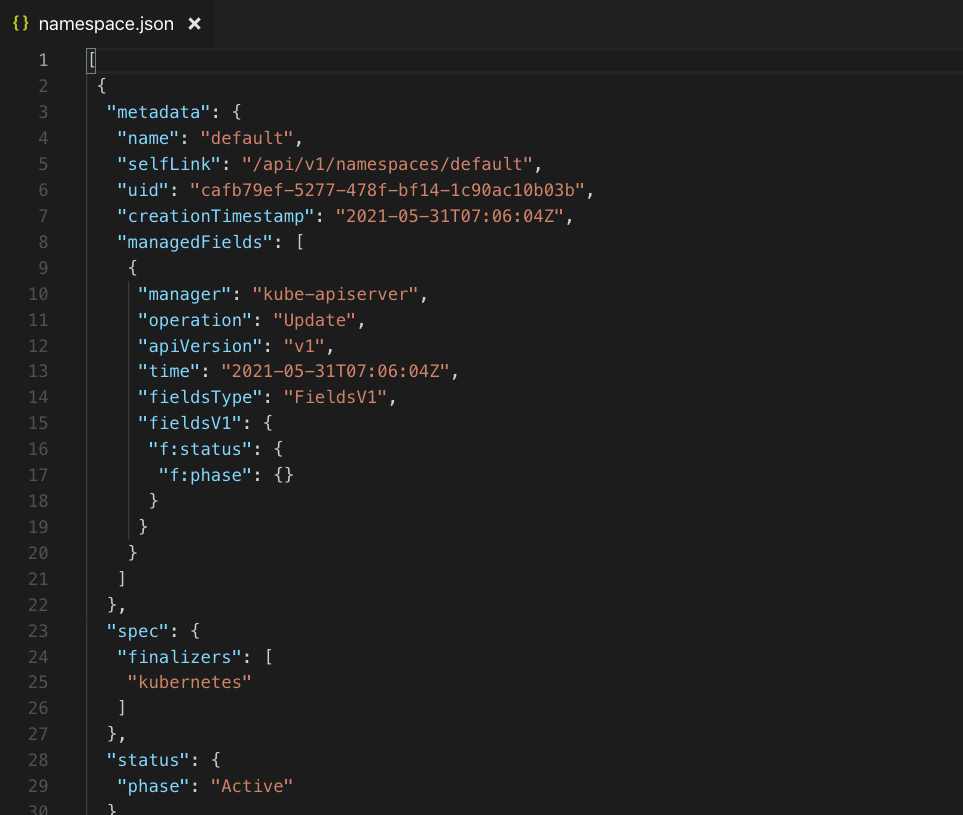 {} namespace.json ×
1 [
2 {
3 "metadata": {
4 "name": "default",
5 "selfLink": "/api/v1/namespaces/default",
6 "uid": "cafb79ef-5277-478f-bf14-1c90ac10b03b",
7 "creationTimestamp": "2021-05-31T07:06:04Z",
8 "managedFields": [
9 {
10 "manager": "kube-apiserver",
11 "operation": "Update",
12 "apiVersion": "v1",
13 "time": "2021-05-31T07:06:04Z",
14 "fieldsType": "FieldsV1",
15 "fieldsV1": {
16 "f:status": {
17 "f:phase": {}
18 }
19 }
20 }
21 ]
22 },
23 "spec": {
24 "finalizers": [
25 "kubernetes"
26 ]
27 },
28 "status": {
29 "phase": "Active"
30 }